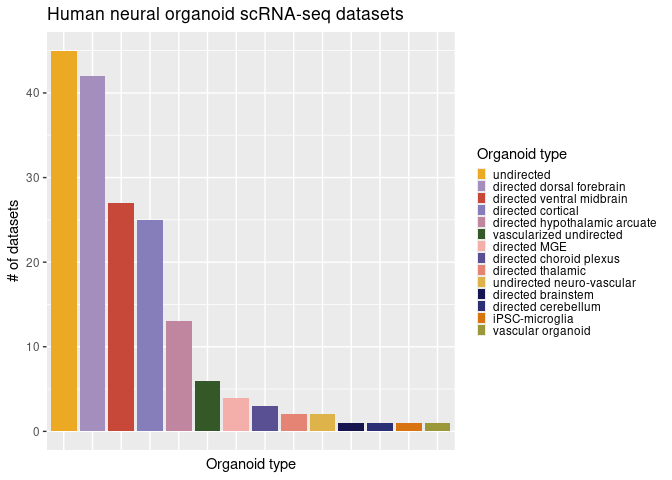 Human neural organoid scRNA-seq datasets
# of datasets
40
30
20
10
0
Organoid type
Organoid type
undirected
directed dorsal forebrain
directed ventral midbrain
directed cortical
directed hypothalamic arcuate
vascularized undirected
directed MGE
directed choroid plexus
directed thalamic
undirected neuro-vascular
directed brainstem
directed cerebellum
iPSC-microglia
vascular organoid